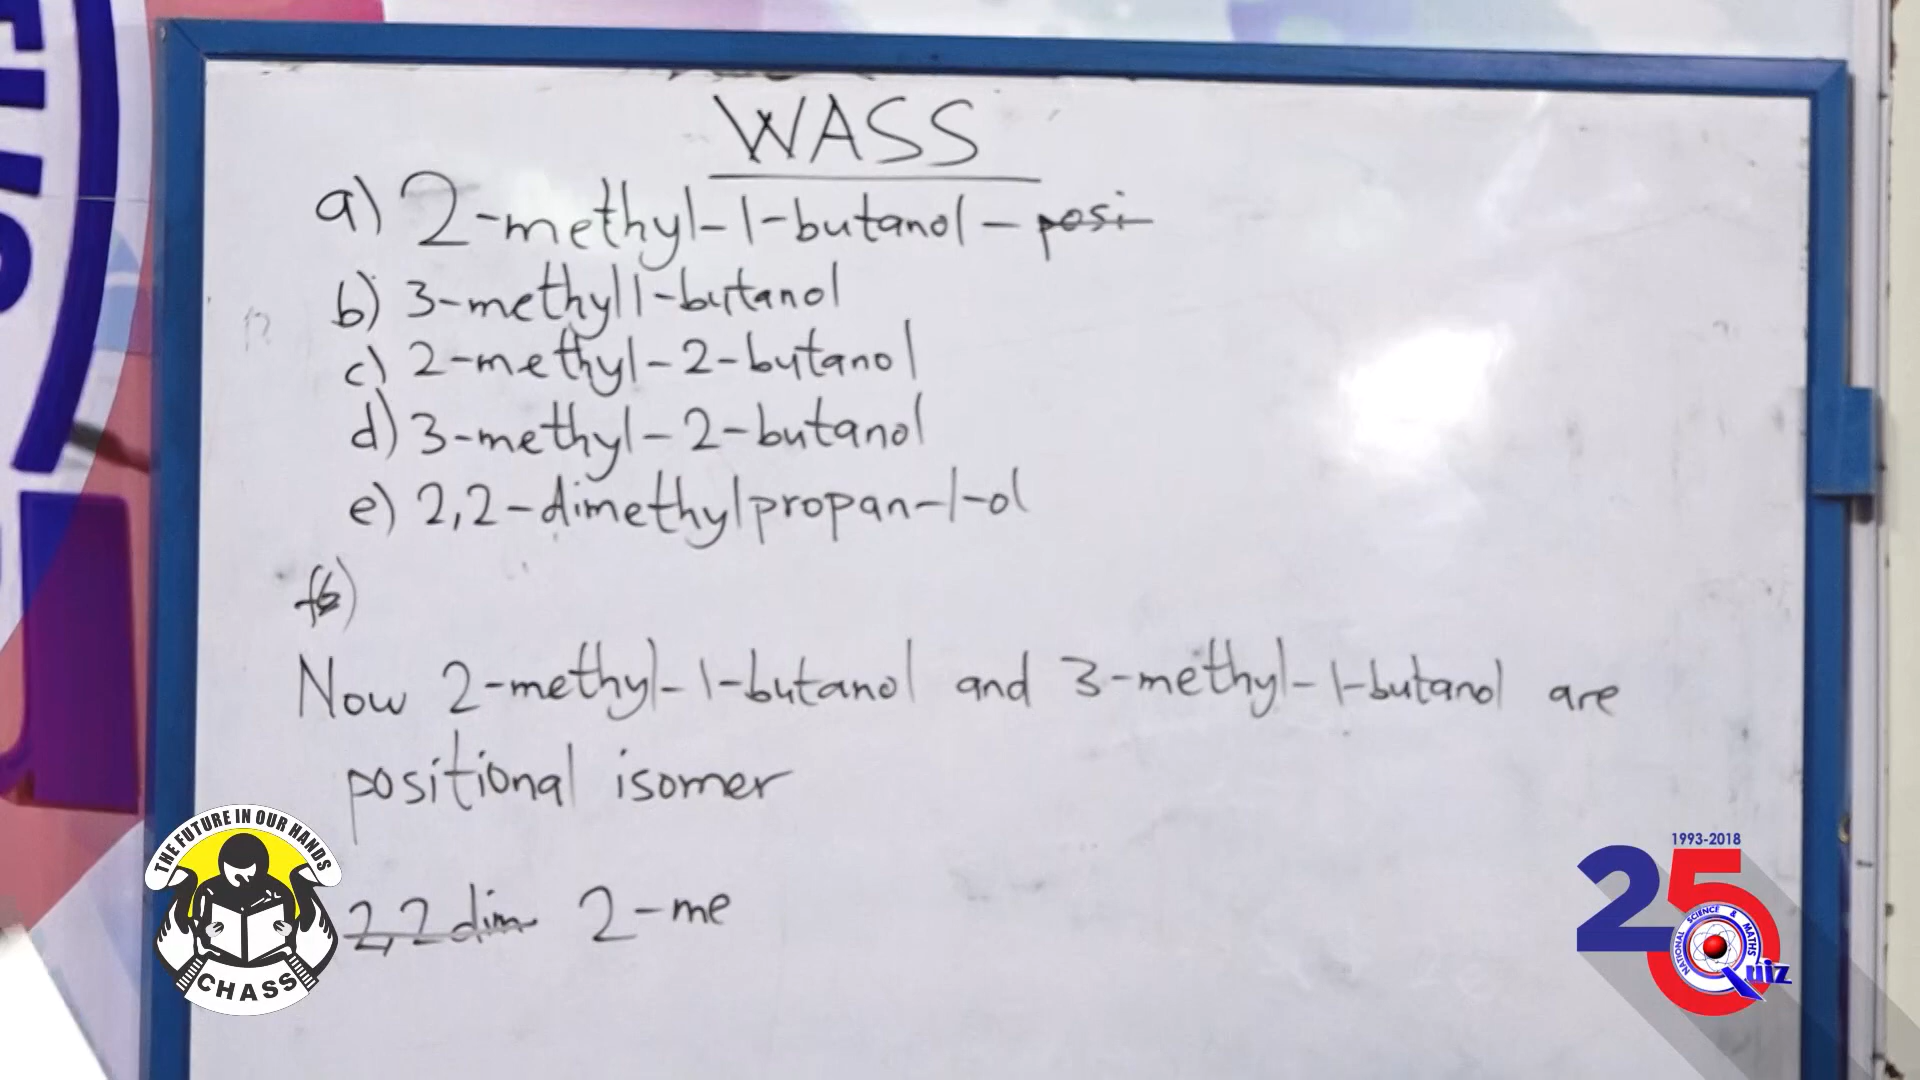 WASS
a) 2-methyl-1-butanol - posi
b) 3-methyl1-butanol
c) 2-methyl-2-butanol
d) 3-methyl-2-butanol
e) 2,2-dimethylpropan-1-ol
Now 2-methyl-1-butanol and 3-methyl-1-butanol are
positional isomer
2,2 dim 2-me
THE FUTURE IN OUR HANDS
CHASS
1993-2018
25
NATIONAL SCIENCE & MATHS
Quiz